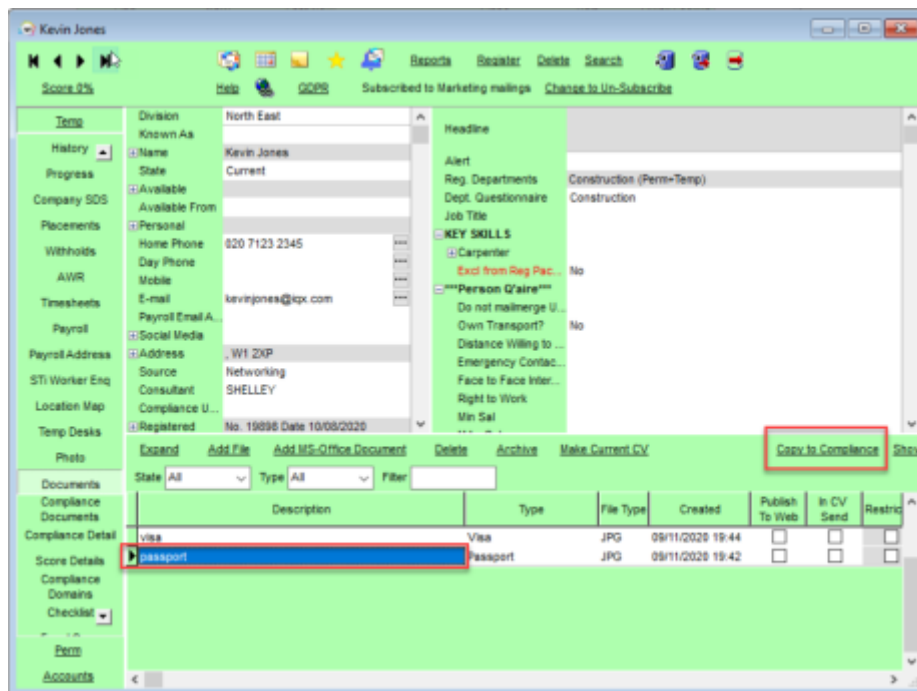 Kevin Jones
Reports Register Delete Search
Score 0% Help GDPR Subscribed to Marketing mailings Change to Un-Subscribe
Temp
History
Progress
Company SDS
Placements
Withholds
AWR
Timesheets
Payroll
Payroll Address
STi Worker Enq
Location Map
Temp Desks
Photo
Documents
Compliance
Documents
Compliance Detail
Score Details
Compliance
Domains
Checklist
Perm
Accounts
Division North East
Known As
Name Kevin Jones
State Current
Available
Available From
Personal
Home Phone 020 7123 2345
Day Phone
Mobile
E-mail kevinjones@iqx.com
Payroll Email A...
Social Media
Address , W1 2XP
Source Networking
Consultant SHELLEY
Compliance U...
Registered No. 19898 Date 10/08/2020
Headline
Alert
Reg. Departments Construction (Perm+Temp)
Dept. Questionnaire Construction
Job Title
KEY SKILLS
Carpenter
Excl from Reg Pac... No
***Person Q'aire***
Do not mailmerge U...
Own Transport? No
Distance Willing to ...
Emergency Contac...
Face to Face Inter...
Right to Work
Min Sal
Expand Add File Add MS-Office Document Delete Archive Make Current CV Copy to Compliance Show
State All Type All Filter
Description Type File Type Created Publish To Web In CV Send Restric
visa Visa JPG 09/11/2020 19:44
passport Passport JPG 09/11/2020 19:42